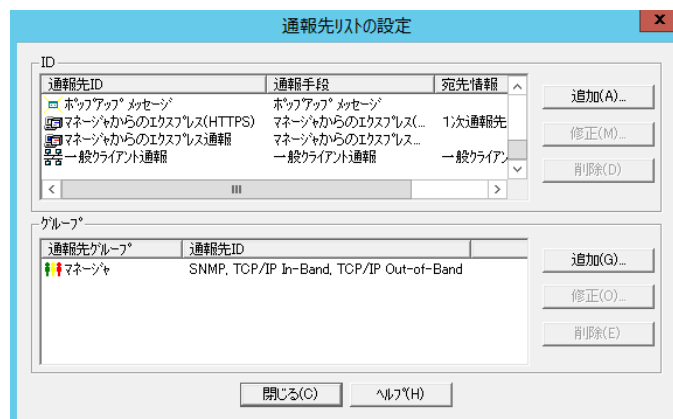 通報先リストの設定
x
ID
通報先ID 通報手段 宛先情報
ポップアップ メッセージ ポップアップ メッセージ
マネージャからのエクスプレス(HTTPS) マネージャからのエクスプレス(... 1)次通報先
マネージャからのエクスプレス通報 マネージャからのエクスプレス...
一般クライアント通報 一般クライアント通報 一般クライアン
追加(A)...
修正(M)...
削除(D)
グループ
通報先グループ 通報先ID
マネージャ SNMP, TCP/IP In-Band, TCP/IP Out-of-Band
追加(G)...
修正(O)...
削除(E)
閉じる(C) ヘルプ(H)